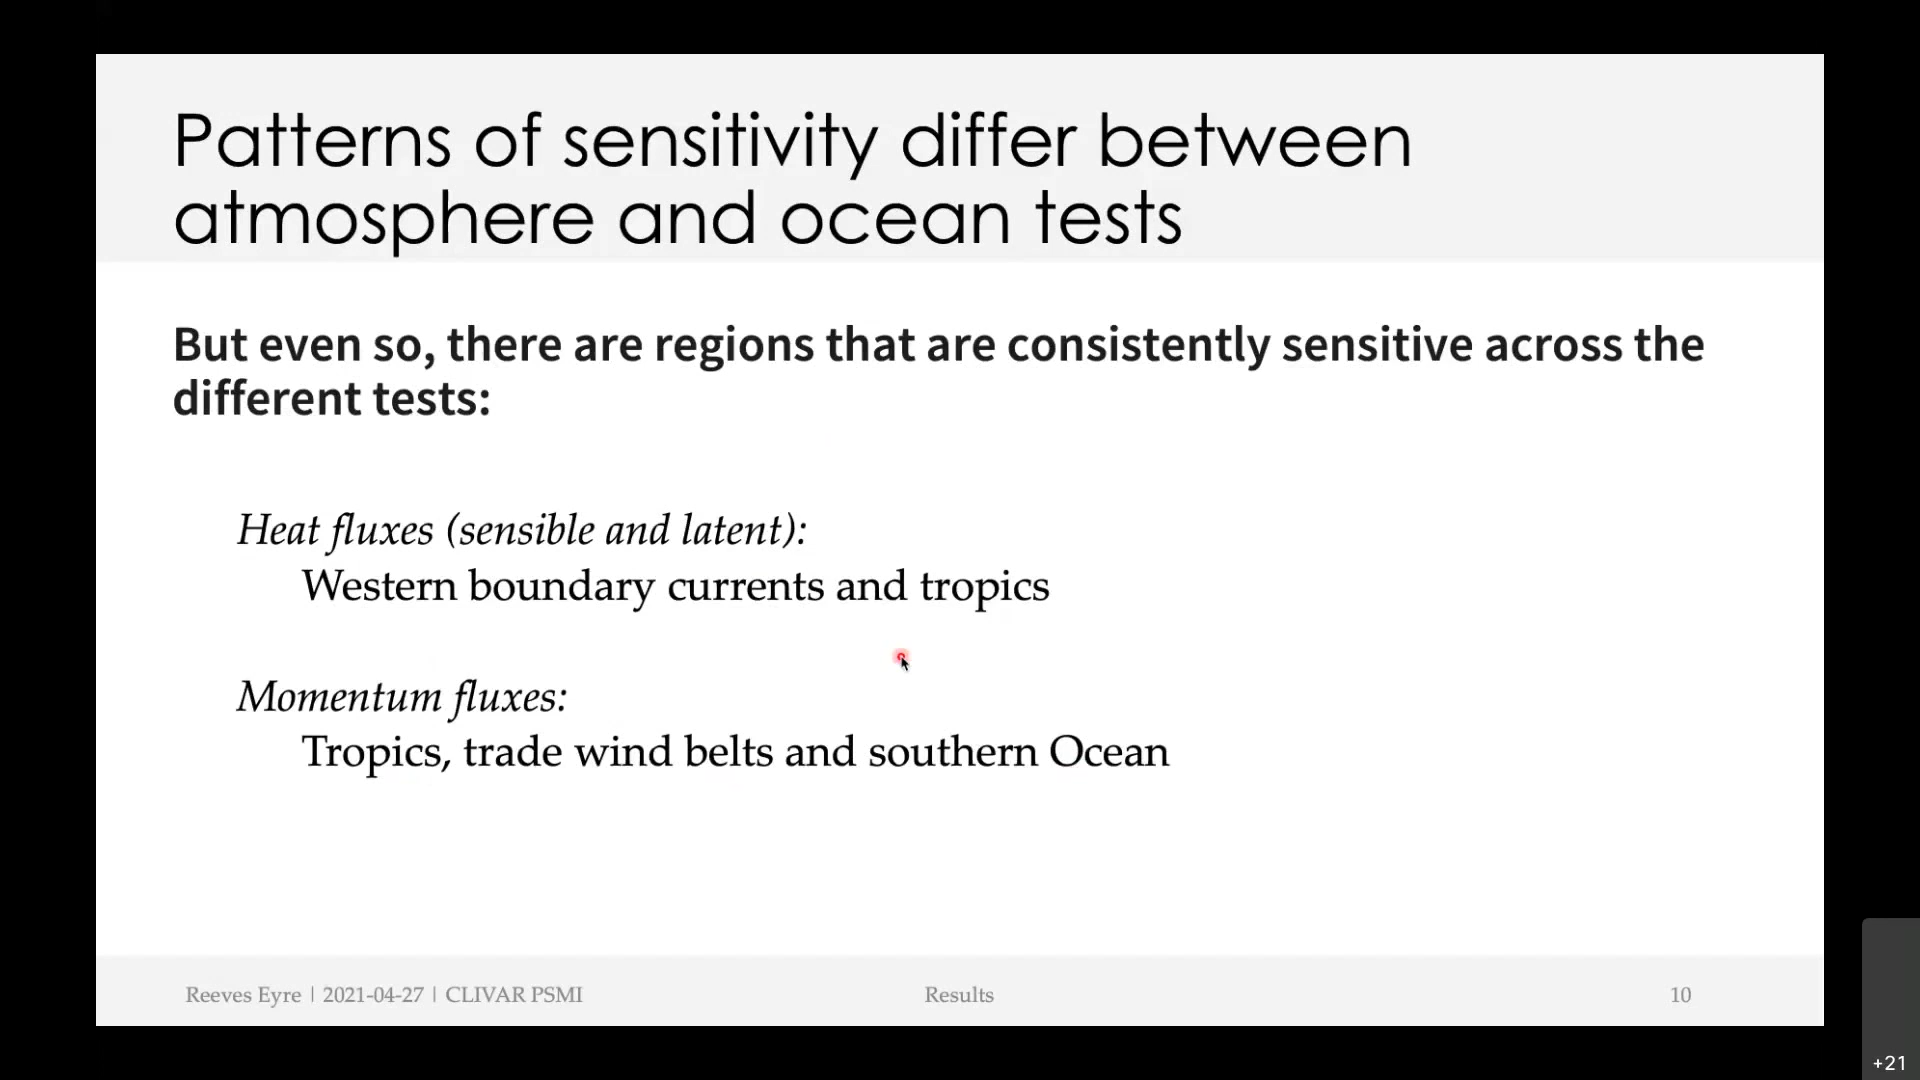 Patterns of sensitivity differ between
atmosphere and ocean tests
But even so, there are regions that are consistently sensitive across the
different tests:
Heat fluxes (sensible and latent):
Western boundary currents and tropics
Momentum fluxes:
Tropics, trade wind belts and southern Ocean
Reeves Eyre | 2021-04-27 | CLIVAR PSMI
Results
10
+21